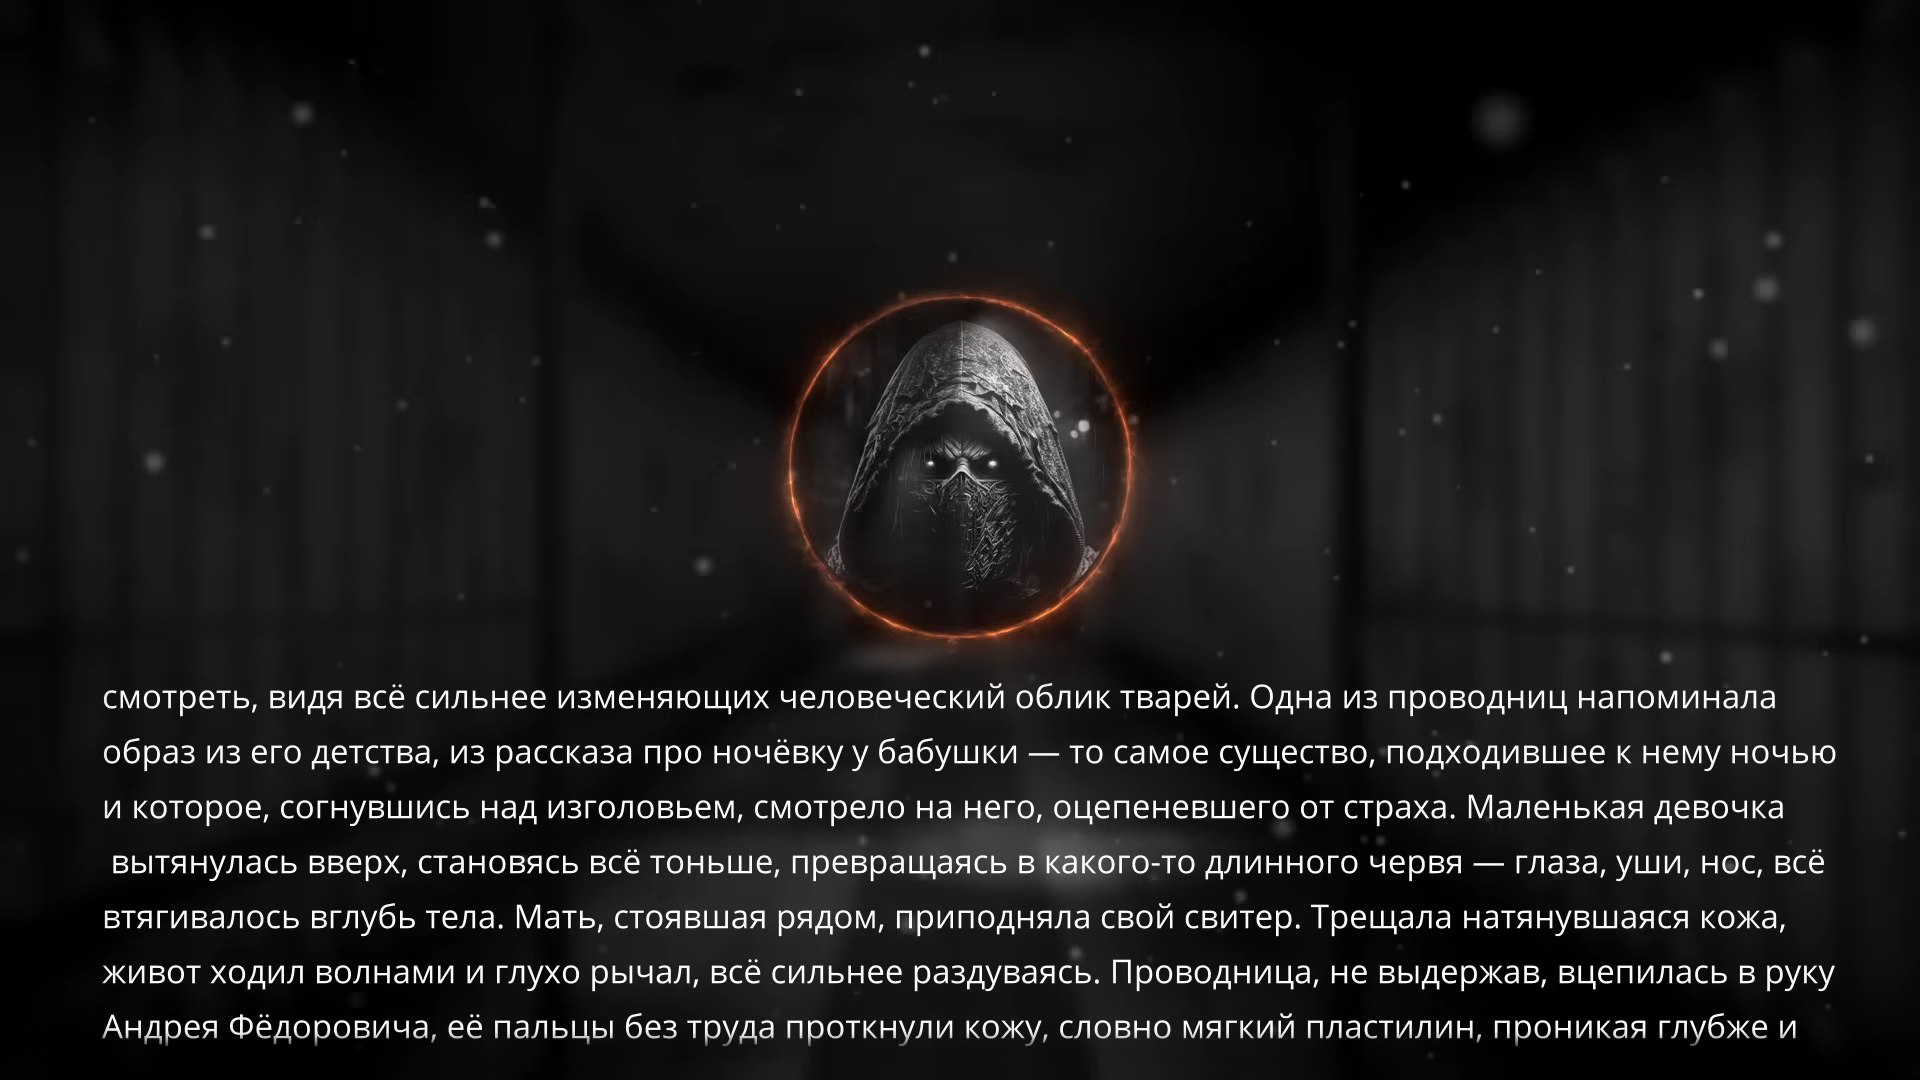 смотреть, видя всё сильнее изменяющих человеческий облик тварей. Одна из проводниц напоминала
образ из его детства, из рассказа про ночёвку у бабушки — то самое существо, подходившее к нему ночью
и которое, согнувшись над изголовьем, смотрело на него, оцепеневшего от страха. Маленькая девочка
вытянулась вверх, становясь всё тоньше, превращаясь в какого-то длинного червя — глаза, уши, нос, всё
втягивалось вглубь тела. Мать, стоявшая рядом, приподняла свой свитер. Трещала натянувшаяся кожа,
живот ходил волнами и глухо рычал, всё сильнее раздуваясь. Проводница, не выдержав, вцепилась в руку
Андрея Фёдоровича, её пальцы без труда проткнули кожу, словно мягкий пластилин, проникая глубже и